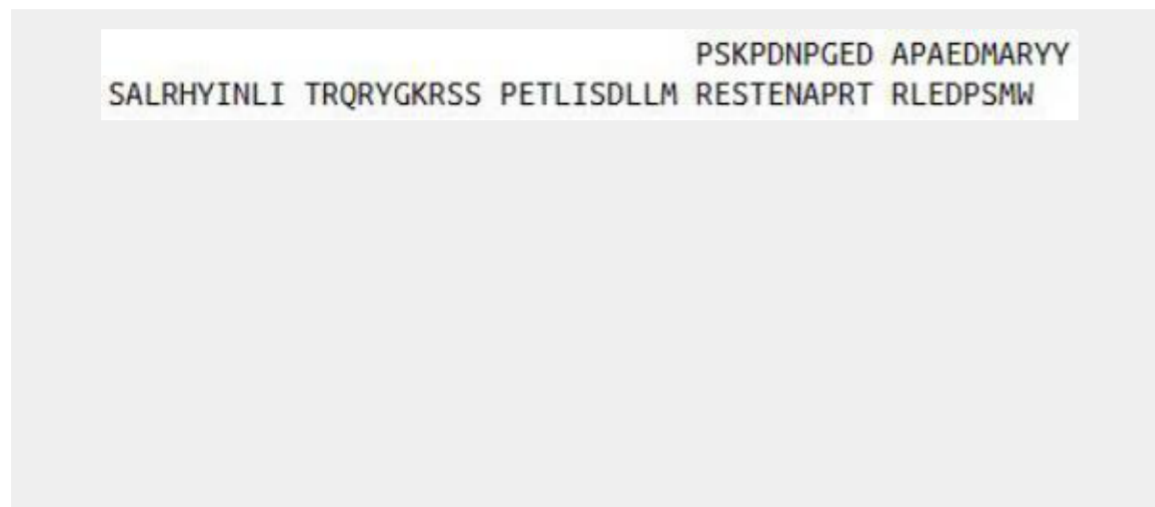 PSKPDNPGED APAEDMARYY
SALRHYINLI TRQRYGKRSS PETLISDLLM RESTENAPRT RLEDPSMW